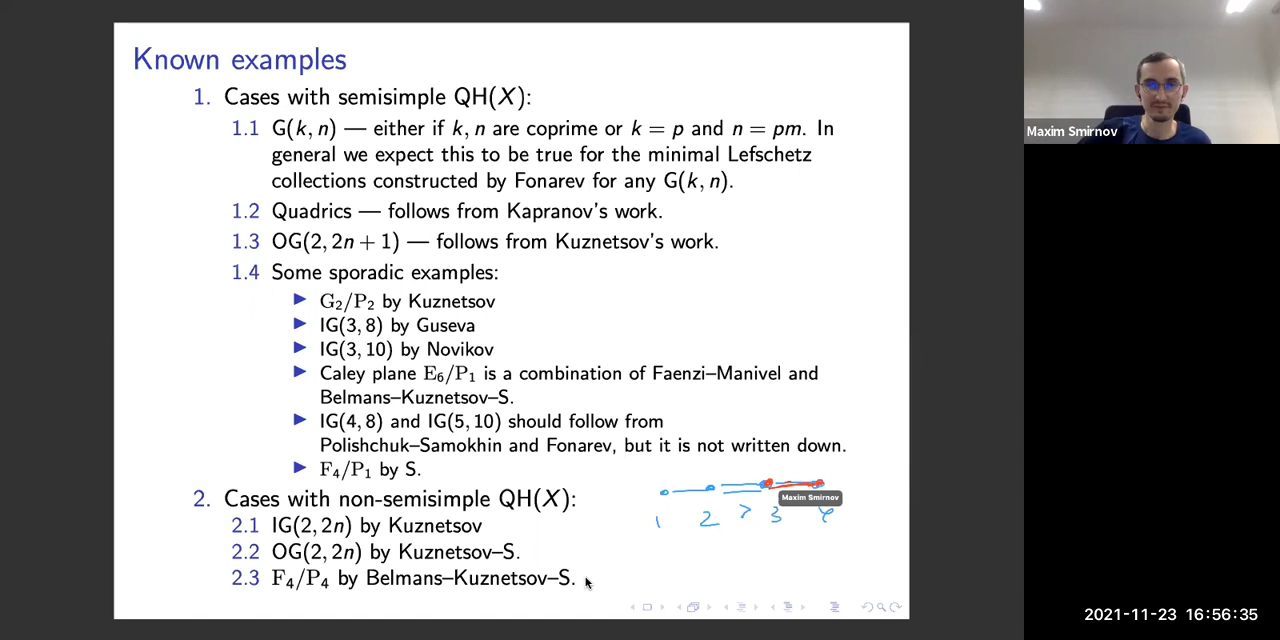 Known examples
1. Cases with semisimple QH(X):
1.1 G(k, n) — either if k, n are coprime or k = p and n = pm. In
general we expect this to be true for the minimal Lefschetz
collections constructed by Fonarev for any G(k, n).
1.2 Quadrics — follows from Kapranov's work.
1.3 OG(2, 2n + 1) — follows from Kuznetsov's work.
1.4 Some sporadic examples:
▶ G₂/P₂ by Kuznetsov
▶ IG(3, 8) by Guseva
▶ IG(3, 10) by Novikov
▶ Caley plane E₆/P₁ is a combination of Faenzi–Manivel and
Belmans–Kuznetsov–S.
▶ IG(4, 8) and IG(5, 10) should follow from
Polishchuk–Samokhin and Fonarev, but it is not written down.
▶ F₄/P₁ by S.
2. Cases with non-semisimple QH(X):
2.1 IG(2, 2n) by Kuznetsov
2.2 OG(2, 2n) by Kuznetsov–S.
2.3 F₄/P₄ by Belmans–Kuznetsov–S.
Maxim Smirnov
1 2 > 3 4
Maxim Smirnov
2021-11-23 16:56:35